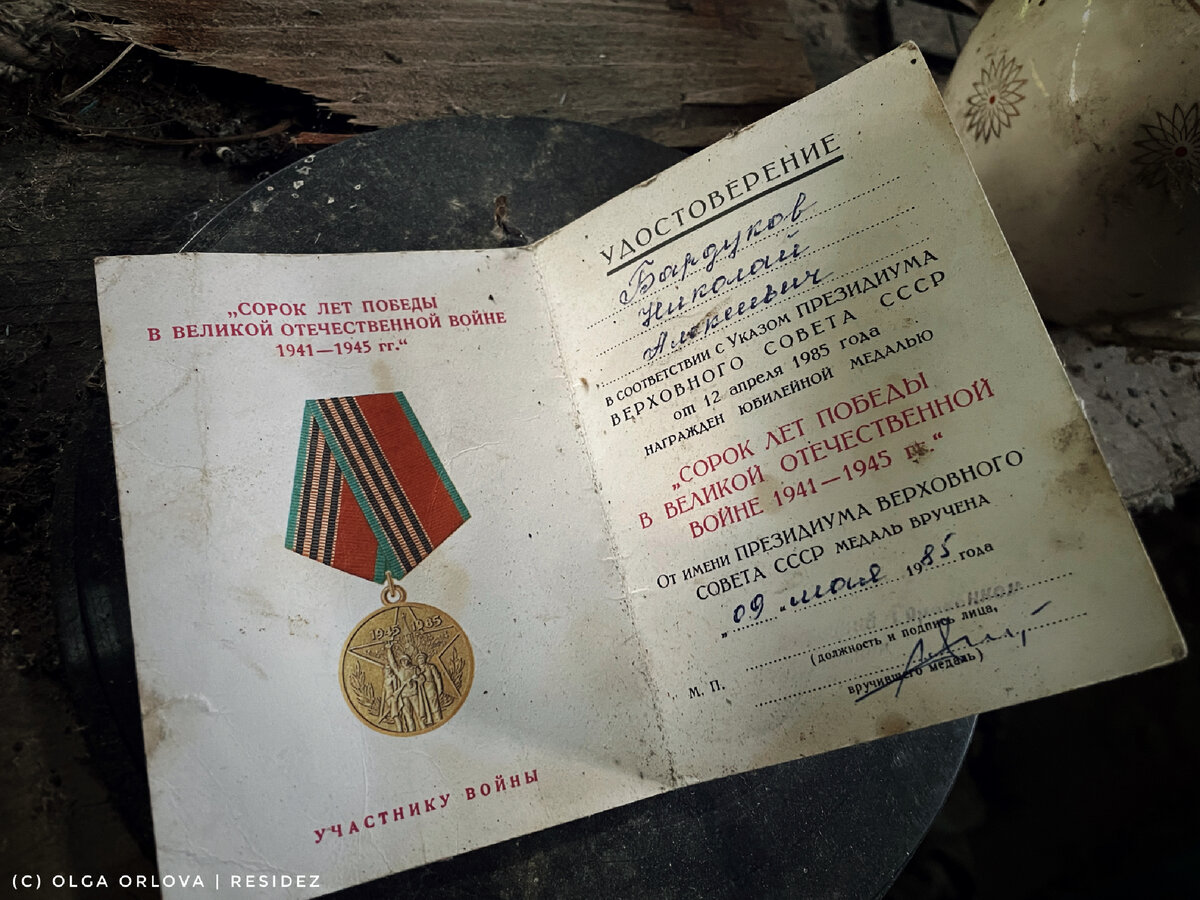 „СОРОК ЛЕТ ПОБЕДЫ
В ВЕЛИКОЙ ОТЕЧЕСТВЕННОЙ ВОЙНЕ
1941—1945 гг.“
1945 1985
УЧАСТНИКУ ВОЙНЫ
УДОСТОВЕРЕНИЕ
Бардуков
Николай
Алексеевич
в соответствии с Указом ПРЕЗИДИУМА
ВЕРХОВНОГО СОВЕТА СССР
от 12 апреля 1985 года
НАГРАЖДЕН ЮБИЛЕЙНОЙ МЕДАЛЬЮ
„СОРОК ЛЕТ ПОБЕДЫ
В ВЕЛИКОЙ ОТЕЧЕСТВЕННОЙ
ВОЙНЕ 1941—1945 гг.“
От имени ПРЕЗИДИУМА ВЕРХОВНОГО
СОВЕТА СССР МЕДАЛЬ ВРУЧЕНА
„09„ мая 1985 года
(должность и подпись лица,
М. П.
вручившего медаль)
(C) OLGA ORLOVA | RESIDEZ